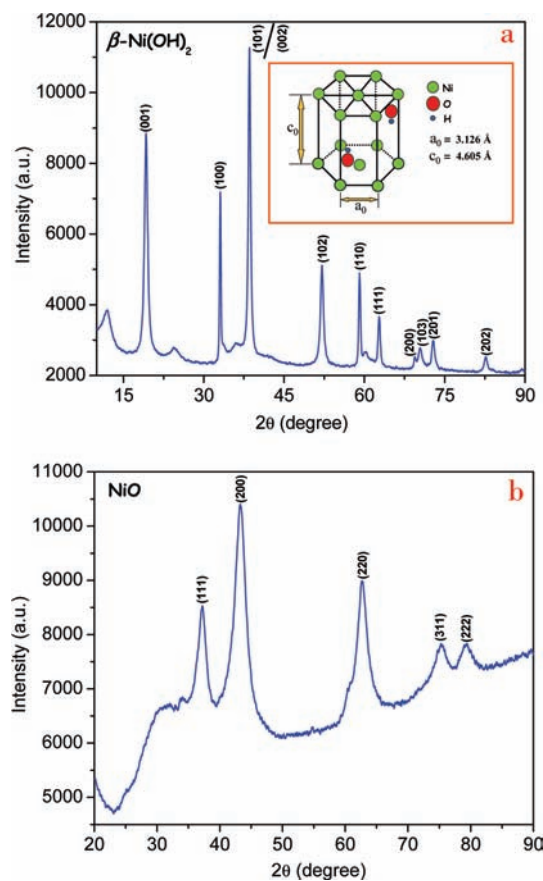 β-Ni(OH)2
a
(101)
(002)
(001)
(100)
(102)
(110)
(111)
(200)
(103)
(201)
(202)
Ni
O
H
a0 = 3.126 Å
c0 = 4.605 Å
c0
a0
Intensity (a.u.)
12000
10000
8000
6000
4000
2000
15 30 45 60 75 90
2θ (degree)
NiO
b
(111)
(200)
(220)
(311)
(222)
Intensity (a.u.)
11000
10000
9000
8000
7000
6000
5000
20 30 40 50 60 70 80 90
2θ (degree)